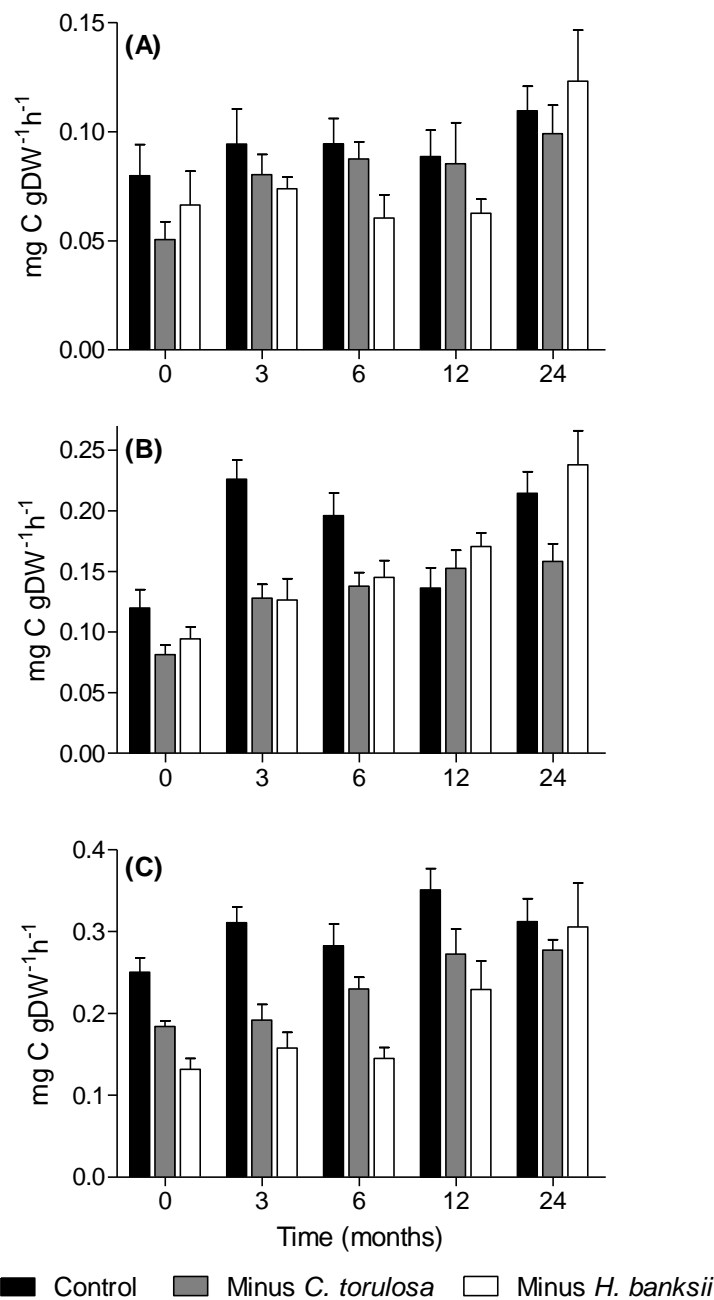 (A)
mg C gDW⁻¹h⁻¹
0.15
0.10
0.05
0.00
0 3 6 12 24
(B)
mg C gDW⁻¹h⁻¹
0.25
0.20
0.15
0.10
0.05
0.00
0 3 6 12 24
(C)
mg C gDW⁻¹h⁻¹
0.4
0.3
0.2
0.1
0.0
0 3 6 12 24
Time (months)
Control Minus C. torulosa Minus H. banksii